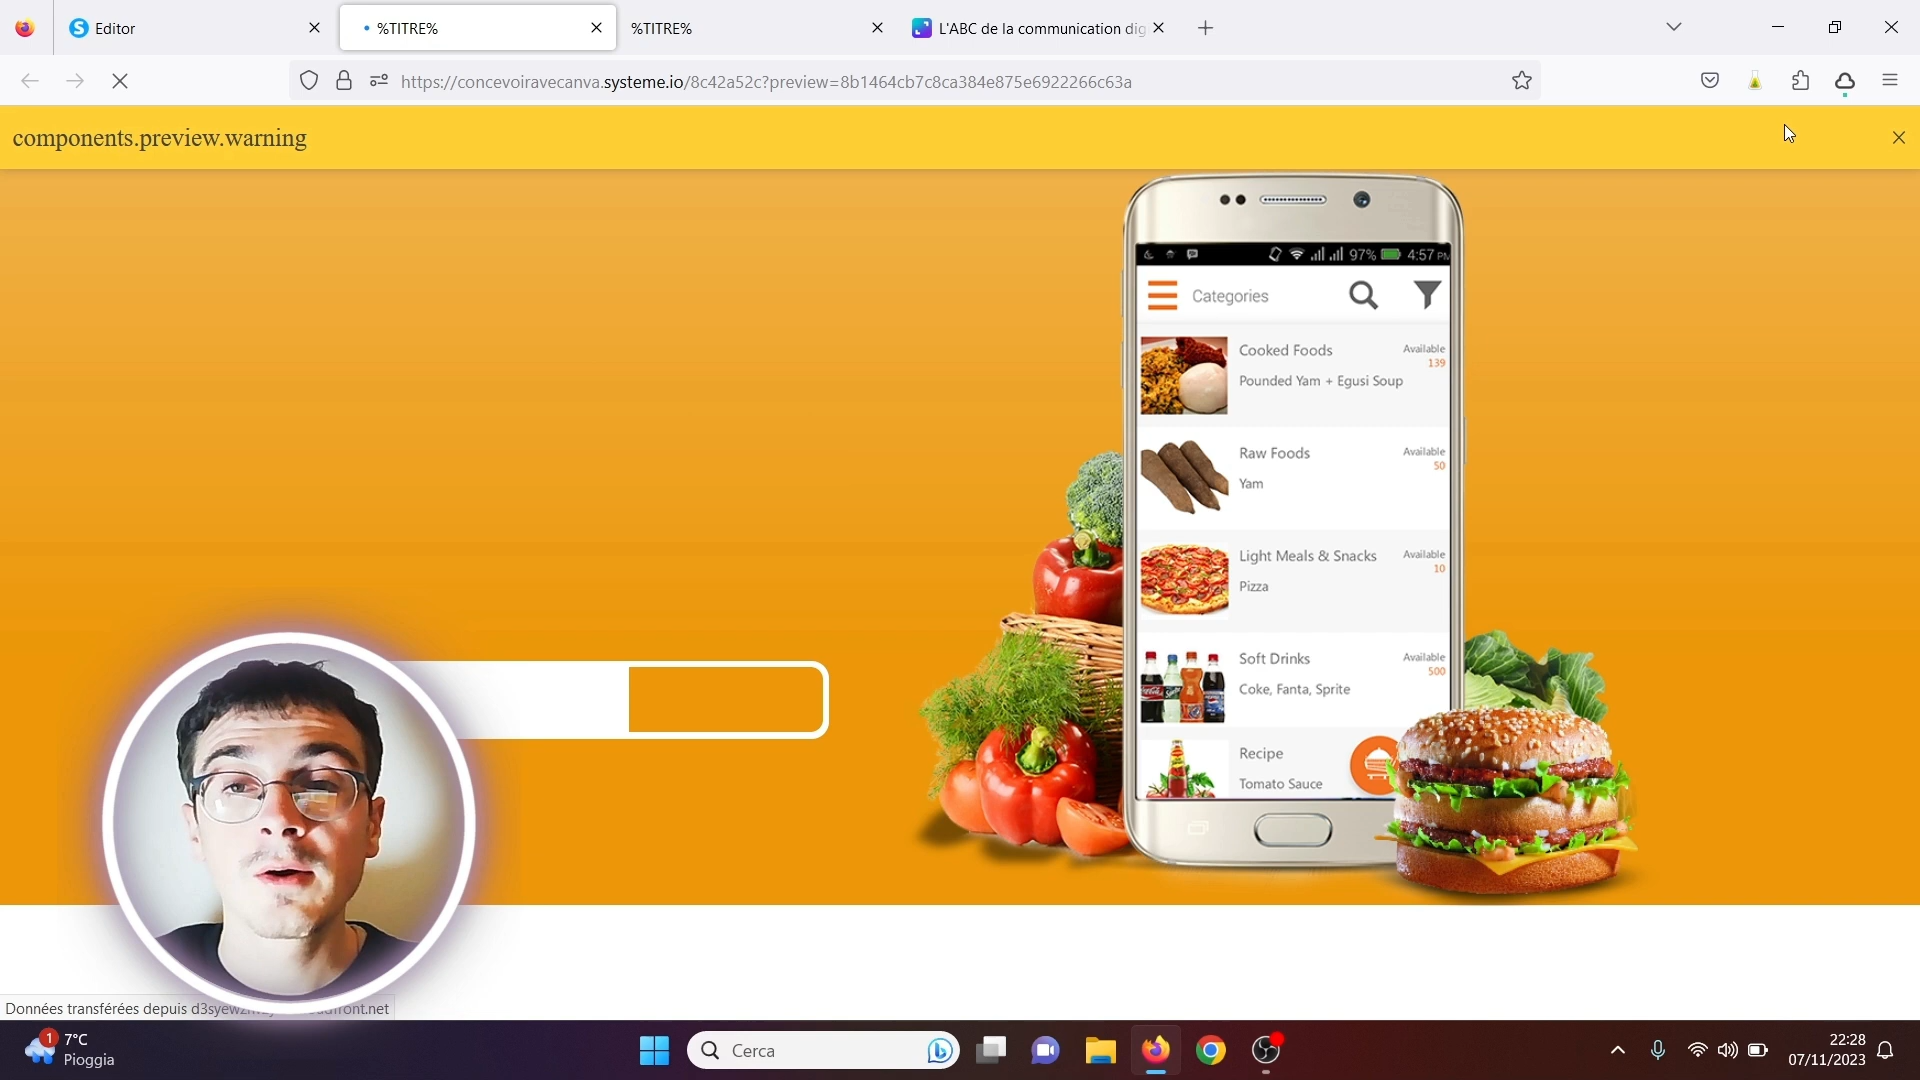 Editor
%TITRE%
%TITRE%
L'ABC de la communication dig
https://concevoiravecanva.systeme.io/8c42a52c?preview=8b1464cb7c8ca384e875e6922266c63a
components.preview.warning
97% 4:57 PM
Categories
Cooked Foods
Available
139
Pounded Yam + Egusi Soup
Raw Foods
Available
50
Yam
Light Meals & Snacks
Available
10
Pizza
Soft Drinks
Available
500
Coke, Fanta, Sprite
Recipe
Tomato Sauce
Données transférées depuis
1
7°C
Pioggia
Cerca
22:28
07/11/2023